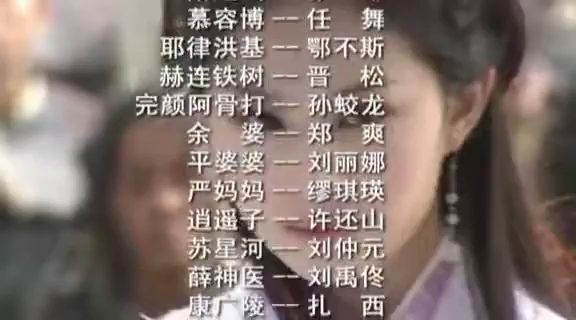 慕容博--任 舞
耶律洪基--鄂不斯
赫连铁树--晋 松
完颜阿骨打--孙蛟龙
余 婆--郑 爽
平婆婆--刘丽娜
严妈妈--缪琪瑛
逍遥子--许还山
苏星河--刘仲元
薛神医--刘禹佟
康广陵--扎 西